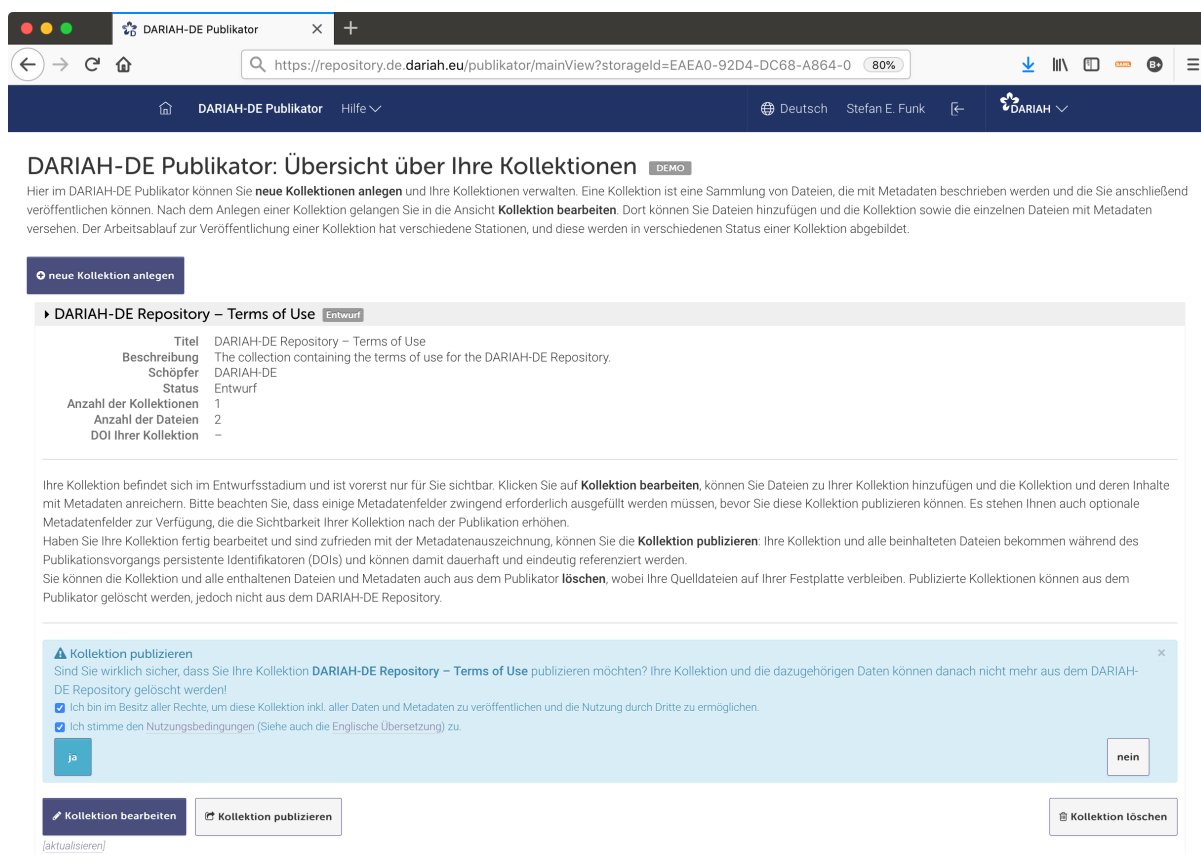 DARIAH-DE Publikator
https://repository.de.dariah.eu/publikator/mainView?storageId=EAEA0-92D4-DC68-A864-0 80%
DARIAH-DE Publikator Hilfe Deutsch Stefan E. Funk DARIAH
DARIAH-DE Publikator: Übersicht über Ihre Kollektionen DEMO
Hier im DARIAH-DE Publikator können Sie neue Kollektionen anlegen und Ihre Kollektionen verwalten. Eine Kollektion ist eine Sammlung von Dateien, die mit Metadaten beschrieben werden und die Sie anschließend
veröffentlichen können. Nach dem Anlegen einer Kollektion gelangen Sie in die Ansicht Kollektion bearbeiten. Dort können Sie Dateien hinzufügen und die Kollektion sowie die einzelnen Dateien mit Metadaten
versehen. Der Arbeitsablauf zur Veröffentlichung einer Kollektion hat verschiedene Stationen, und diese werden in verschiedenen Status einer Kollektion abgebildet.
neue Kollektion anlegen
DARIAH-DE Repository – Terms of Use Entwurf
Titel DARIAH-DE Repository – Terms of Use
Beschreibung The collection containing the terms of use for the DARIAH-DE Repository.
Schöpfer DARIAH-DE
Status Entwurf
Anzahl der Kollektionen 1
Anzahl der Dateien 2
DOI Ihrer Kollektion –
Ihre Kollektion befindet sich im Entwurfsstadium und ist vorerst nur für Sie sichtbar. Klicken Sie auf Kollektion bearbeiten, können Sie Dateien zu Ihrer Kollektion hinzufügen und die Kollektion und deren Inhalte
mit Metadaten anreichern. Bitte beachten Sie, dass einige Metadatenfelder zwingend erforderlich ausgefüllt werden müssen, bevor Sie diese Kollektion publizieren können. Es stehen Ihnen auch optionale
Metadatenfelder zur Verfügung, die die Sichtbarkeit Ihrer Kollektion nach der Publikation erhöhen.
Haben Sie Ihre Kollektion fertig bearbeitet und sind zufrieden mit der Metadatenauszeichnung, können Sie die Kollektion publizieren: Ihre Kollektion und alle beinhalteten Dateien bekommen während des
Publikationsvorgangs persistente Identifikatoren (DOIs) und können damit dauerhaft und eindeutig referenziert werden.
Sie können die Kollektion und alle enthaltenen Dateien und Metadaten auch aus dem Publikator löschen, wobei Ihre Quelldateien auf Ihrer Festplatte verbleiben. Publizierte Kollektionen können aus dem
Publikator gelöscht werden, jedoch nicht aus dem DARIAH-DE Repository.
Kollektion publizieren ×
Sind Sie wirklich sicher, dass Sie Ihre Kollektion DARIAH-DE Repository – Terms of Use publizieren möchten? Ihre Kollektion und die dazugehörigen Daten können danach nicht mehr aus dem DARIAH-
DE Repository gelöscht werden!
Ich bin im Besitz aller Rechte, um diese Kollektion inkl. aller Daten und Metadaten zu veröffentlichen und die Nutzung durch Dritte zu ermöglichen.
Ich stimme den Nutzungsbedingungen (Siehe auch die Englische Übersetzung) zu.
ja nein
Kollektion bearbeiten Kollektion publizieren Kollektion löschen
[aktualisieren]